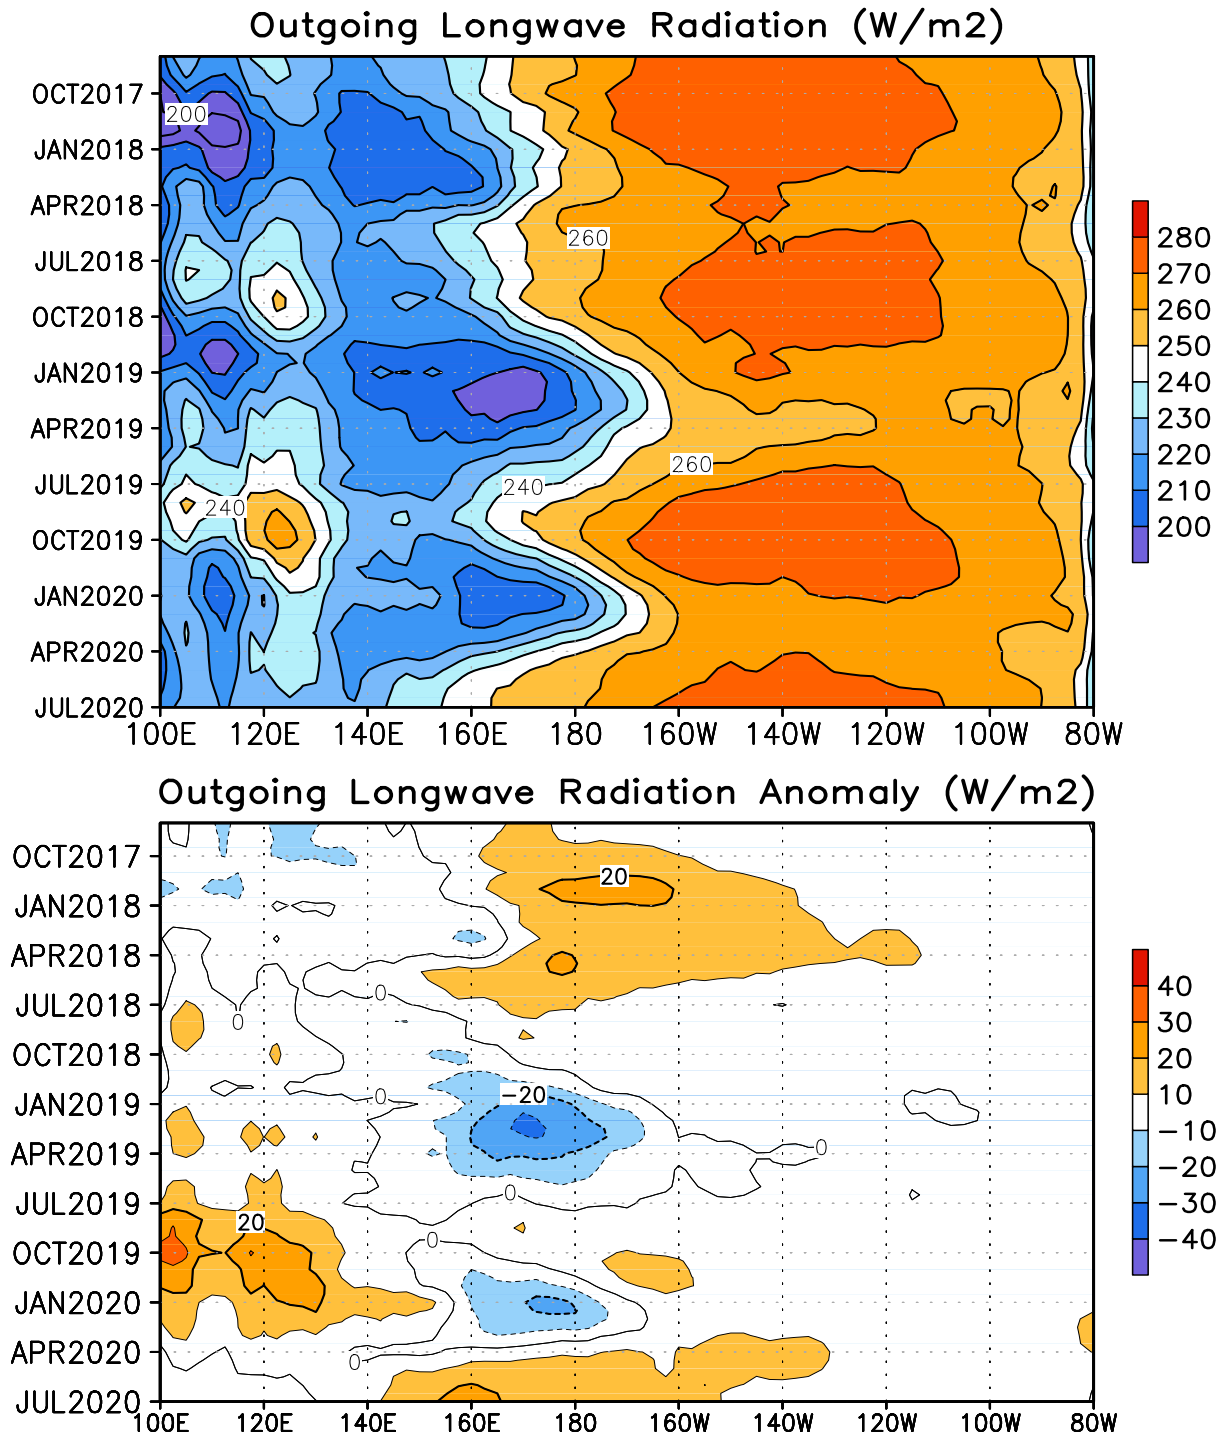 Outgoing Longwave Radiation (W/m2)
OCT2017
JAN2018
APR2018
JUL2018
OCT2018
JAN2019
APR2019
JUL2019
OCT2019
JAN2020
APR2020
JUL2020
200
260
260
240
240
100E 120E 140E 160E 180 160W 140W 120W 100W 80W
280
270
260
250
240
230
220
210
200
Outgoing Longwave Radiation Anomaly (W/m2)
OCT2017
JAN2018
APR2018
JUL2018
OCT2018
JAN2019
APR2019
JUL2019
OCT2019
JAN2020
APR2020
JUL2020
20
0
0
0
-20
0
0
20
0
0
100E 120E 140E 160E 180 160W 140W 120W 100W 80W
40
30
20
10
-10
-20
-30
-40